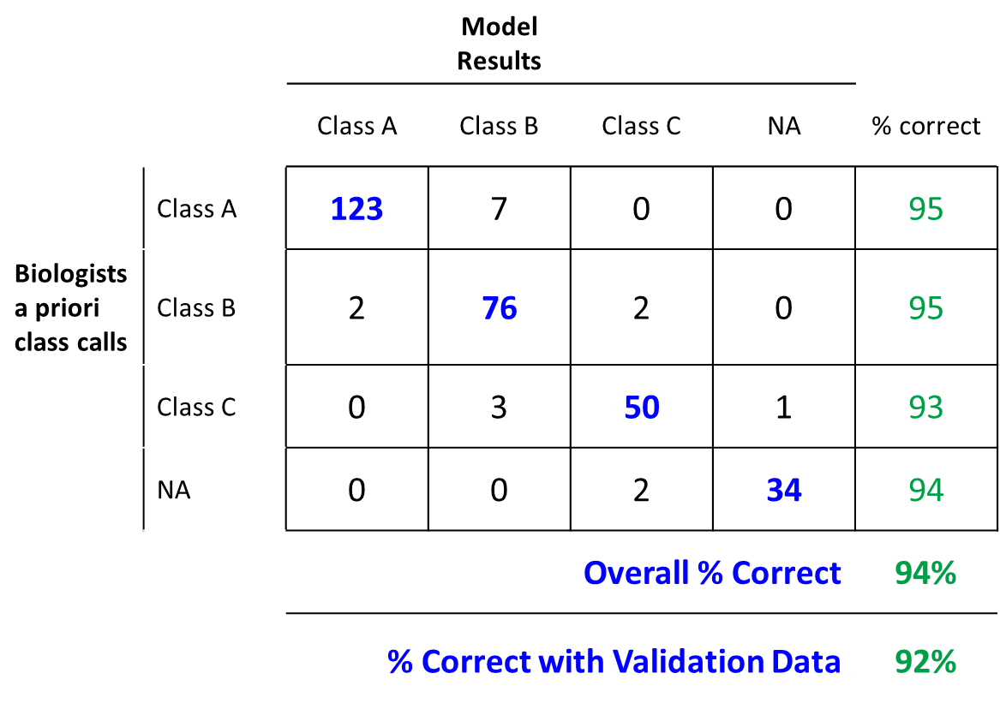 Model
Results
Class A Class B Class C NA % correct
Class A 123 7 0 0 95
Biologists
a priori
class calls
Class B 2 76 2 0 95
Class C 0 3 50 1 93
NA 0 0 2 34 94
Overall % Correct 94%
% Correct with Validation Data 92%